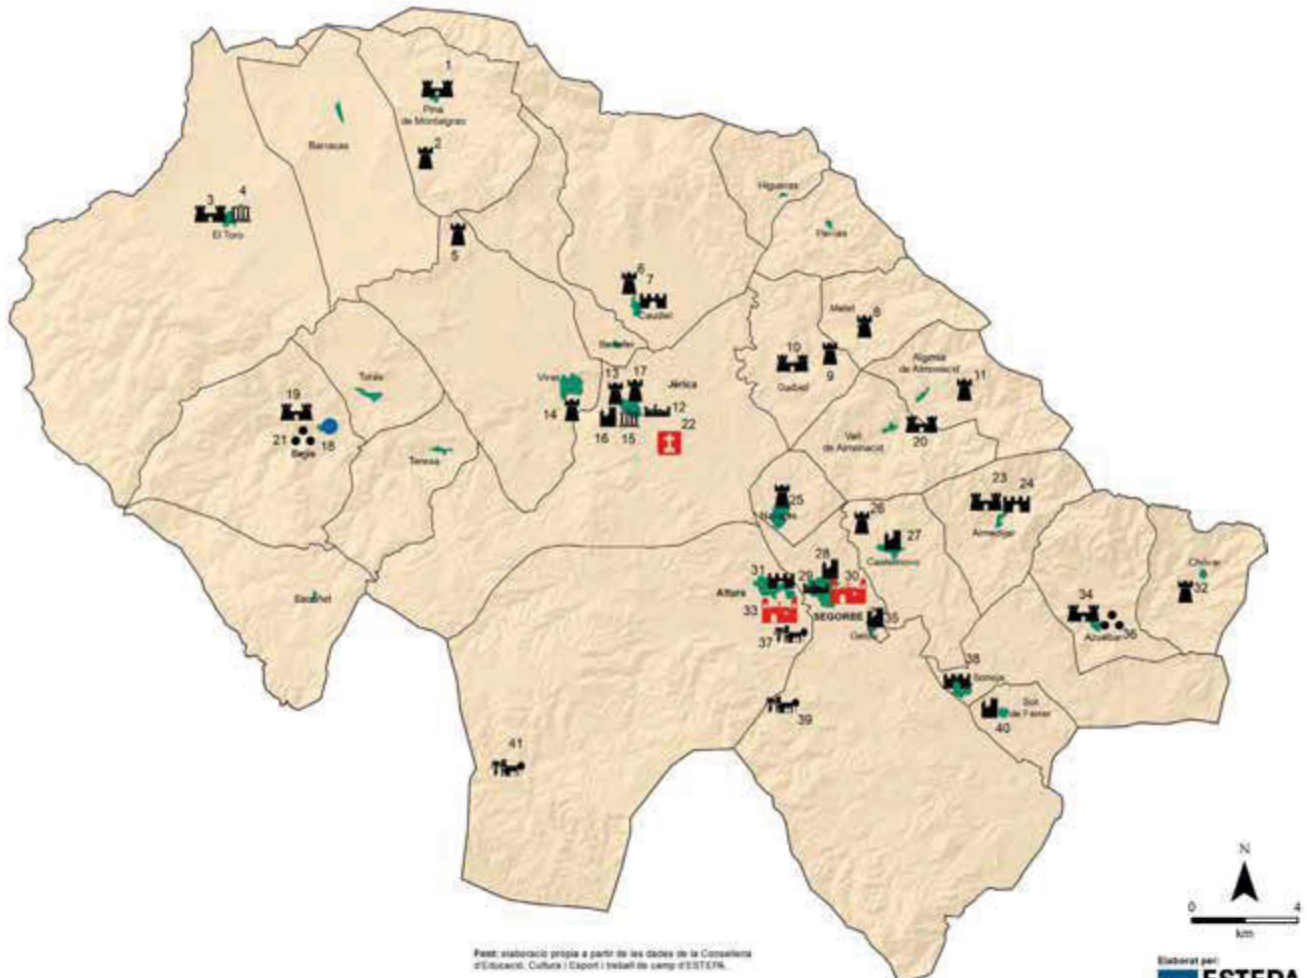 1
Pina
de Montalgrao
2
Barracas
3
4
El Toro
5
Higueras
Pavías
6
7
Caudiel
Matet
8
10
9
Gaibiel
Algimia
de Almonacid
11
Viver
13
17
Jérica
12
14
16
15
22
Torás
19
21
18
Bejís
Teresa
Vall
de Almonacid
20
25
Navajas
26
27
Castellnovo
23
24
Almedíjar
28
31
29
30
Altura
33
SEGORBE
35
Geldo
37
Sacañet
34
36
Azuébar
Chóvar
32
38
Soneja
39
Sot
de Ferrer
40
41
N
0
4
km
Font: elaboració pròpia a partir de les dades de la Conselleria
d'Educació, Cultura i Esport i treball de camp d'ESTEPA.
Elaborat per:
ESTEPA